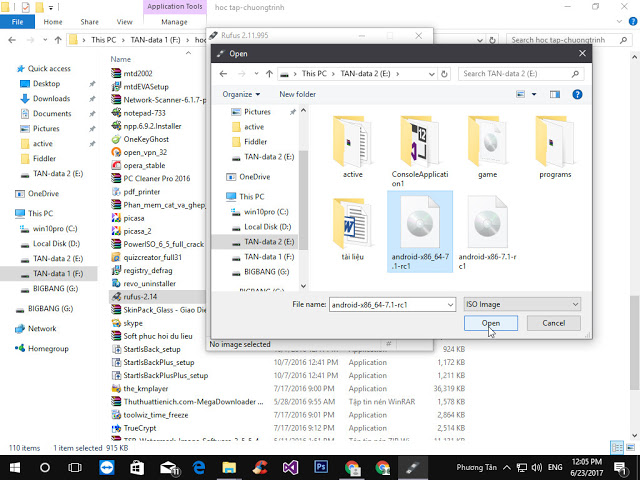 Application Tools
hoc tap-chuongtrinh
File
Home
Share
View
Manage
This PC
TAN-data 1 (F:)
Search hoc tap-chuongtrinh
Name
Quick access
Desktop
Downloads
Documents
Pictures
active
Fiddler
TAN-data 2 (E:)
OneDrive
This PC
win10pro (C:)
Local Disk (D:)
TAN-data 2 (E:)
TAN-data 1 (F:)
BIGBANG (G:)
BIGBANG (G:)
Network
Homegroup
mtd2002
mtdEVASetup
Network-Scanner-6.1.7-p
notepad-733
npp.6.9.2.Installer
OneKeyGhost
open_vpn_32
opera_stable
PC Cleaner Pro 2016
pdf_printer
Phan_mem_cat_va_ghep_
picasa
picasa_2
PowerISO_6_5_full_crack
quizcreator_full31
registry_defrag
revo_uninstaller
rufus-2.14
SkinPack_Glass - Giao Die
skype
Soft phuc hoi du lieu
StartIsBack_setup
10/7/2016 12:41 PM
Application
924 KB
StartIsBackPlus_setup
10/7/2016 12:41 PM
Application
1,172 KB
StartIsBackPlusPlus_setup
10/7/2016 12:41 PM
Application
1,211 KB
the_kmplayer
7/17/2016 9:00 PM
Application
36,319 KB
Thuthuattienich.com-MegaDownloader
5/28/2016 9:55 AM
Tập tin nén WinRAR
1,578 KB
toolwiz_time_freeze
7/17/2016 9:01 PM
Application
2,864 KB
TrueCrypt
7/17/2016 9:12 PM
Application
2,514 KB
Rufus 2.11.995
Open
This PC
TAN-data 2 (E:)
Search TAN-data 2 (E:)
Organize
New folder
Pictures
active
Fiddler
TAN-data 2 (E:)
OneDrive
This PC
win10pro (C:)
Local Disk (D:)
TAN-data 2 (E:)
TAN-data 1 (F:)
BIGBANG (G:)
active
ConsoleApplication1
game
programs
tài liệu
android-x86_64-7.1-rc1
android-x86-7.1-rc1
File name:
android-x86_64-7.1-rc1
ISO Image
Open
Cancel
No image selected
110 items
1 item selected 915 KB
Phương Tân
ENG
12:05 PM
6/23/2017